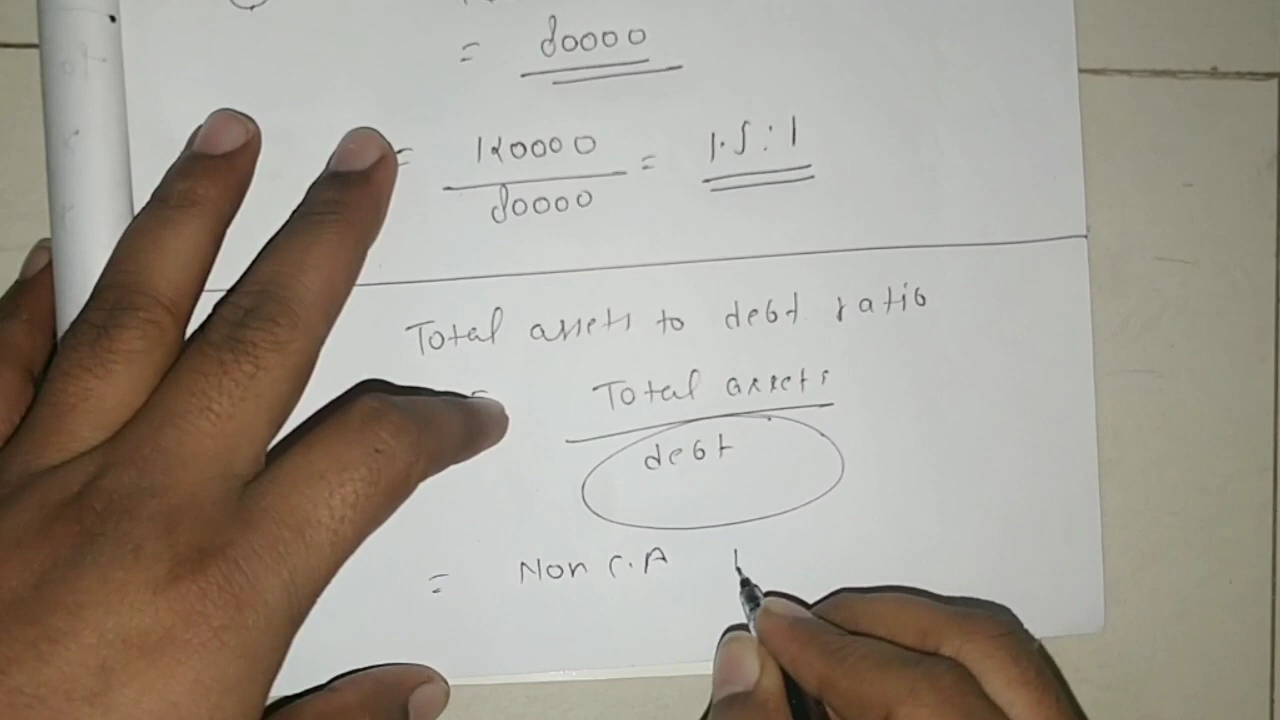 = 80000
= 120000 / 80000 = 1.5 : 1
Total assets to debt ratio
= Total assets
debt
= Non C.A